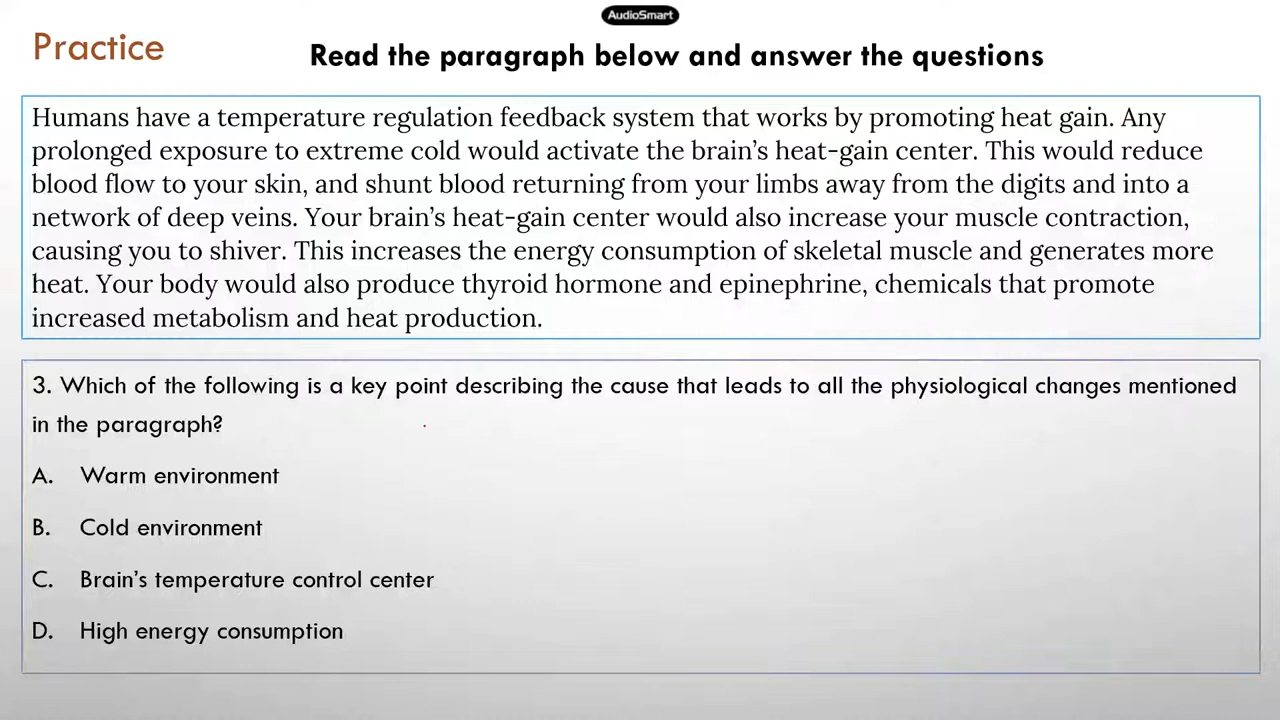 AudioSmart
Practice
Read the paragraph below and answer the questions
Humans have a temperature regulation feedback system that works by promoting heat gain. Any
prolonged exposure to extreme cold would activate the brain’s heat-gain center. This would reduce
blood flow to your skin, and shunt blood returning from your limbs away from the digits and into a
network of deep veins. Your brain’s heat-gain center would also increase your muscle contraction,
causing you to shiver. This increases the energy consumption of skeletal muscle and generates more
heat. Your body would also produce thyroid hormone and epinephrine, chemicals that promote
increased metabolism and heat production.
3. Which of the following is a key point describing the cause that leads to all the physiological changes mentioned
in the paragraph?
A. Warm environment
B. Cold environment
C. Brain’s temperature control center
D. High energy consumption